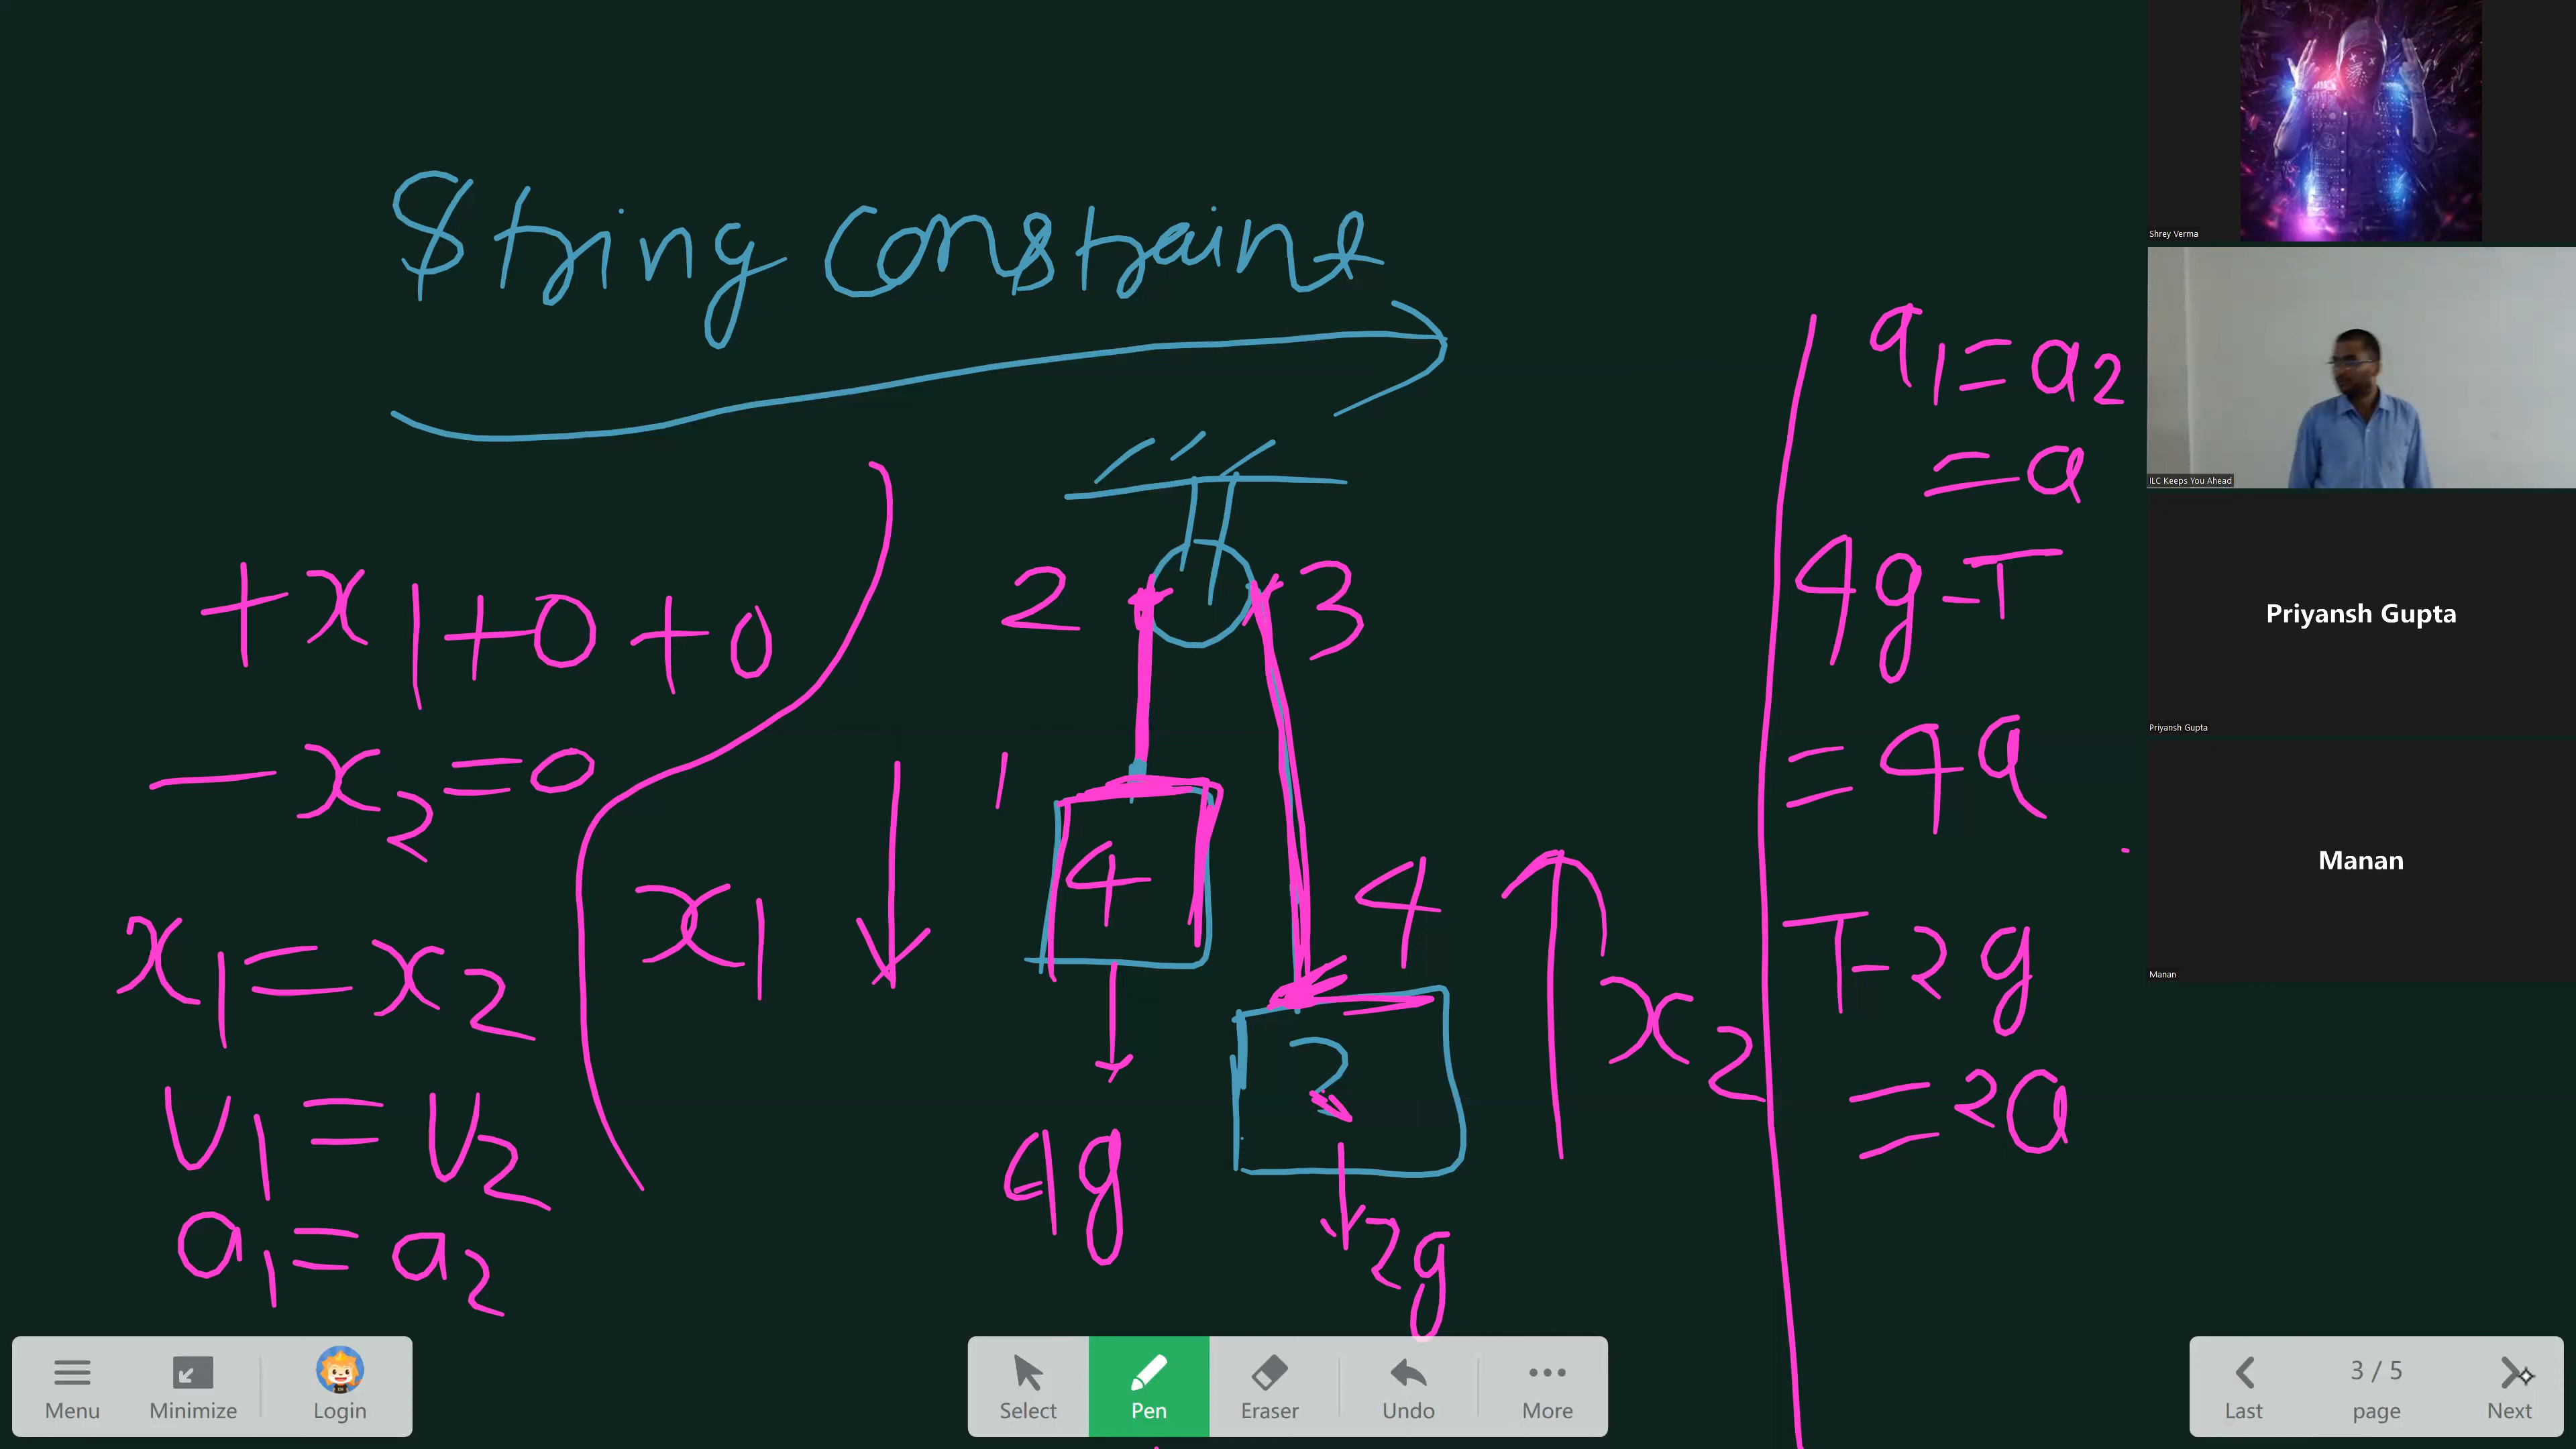 String constraint
+x1+0+0
-x2=0
x1=x2
v1=v2
a1=a2
2
3
1
4
x1
4
4g
2
2g
x2
a1=a2
=a
4g-T
=4a
T-2g
=2a
Shrey Verma
ILC Keeps You Ahead
Priyansh Gupta
Priyansh Gupta
Manan
Manan
Menu
Minimize
Login
Select
Pen
Eraser
Undo
More
Last
3 / 5
page
Next